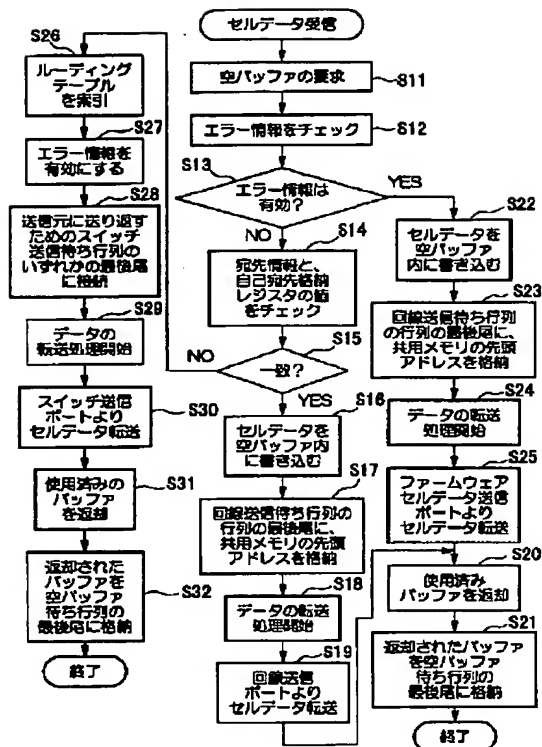 セルデータ受信
空バッファの要求
S11
エラー情報をチェック
S12
エラー情報は
有効？
S13
YES
NO
宛先情報と、
自己宛先格納
レジスタの値
をチェック
S14
一致？
S15
NO
YES
セルデータを
空バッファ内
に書き込む
S16
回線送信待ち行列の
行列の最後尾に、
共用メモリの先頭
アドレスを格納
S17
データの転送
処理開始
S18
回線送信
ポートより
セルデータ転送
S19
S22
セルデータを
空バッファ
内に書き込む
S23
回線送信待ち行列
の行列の最後尾に、
共用メモリの先頭
アドレスを格納
S24
データの転送
処理開始
S25
ファームウェア
セルデータ送信
ポートより
セルデータ転送
S20
使用済み
バッファを返却
S21
返却されたバッファ
を空バッファ
待ち行列の
最後尾に格納
終了
S26
ルーティング
テーブル
を索引
S27
エラー情報を
有効にする
S28
送信元に送り返す
ためのスイッチ
送信待ち行列の
いずれかの最後尾
に接続
S29
データの
転送処理開始
S30
スイッチ送信
ポートより
セルデータ転送
S31
使用済みの
バッファ
を返却
S32
返却された
バッファを
空バッファ
待ち行列の
最後尾に格納
終了